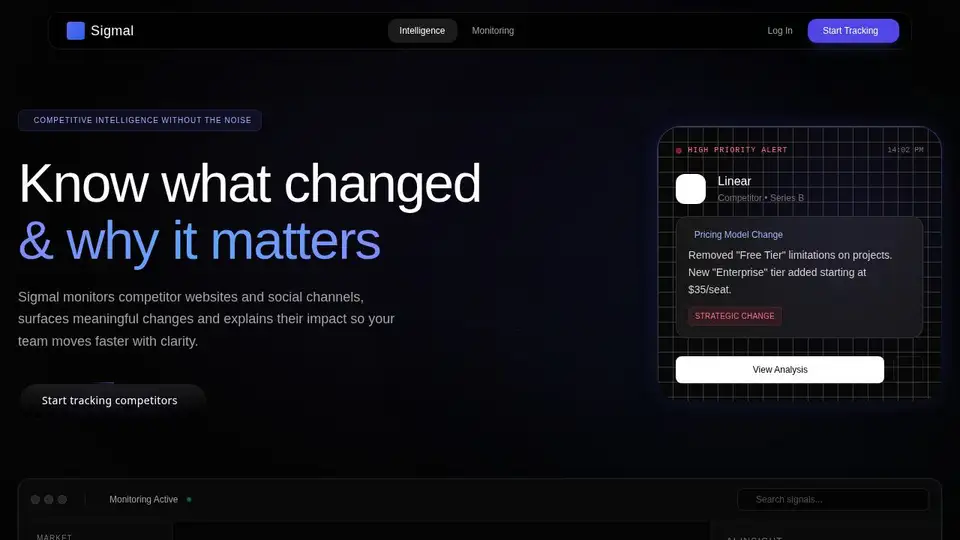 Sigmal
Intelligence
Monitoring
Log In
Start Tracking
COMPETITIVE INTELLIGENCE WITHOUT THE NOISE
Know what changed
& why it matters
Sigmal monitors competitor websites and social channels,
surfaces meaningful changes and explains their impact so your
team moves faster with clarity.
Start tracking competitors
HIGH PRIORITY ALERT
14:02 PM
Linear
Competitor • Series B
Pricing Model Change
Removed "Free Tier" limitations on projects.
New "Enterprise" tier added starting at
$35/seat.
STRATEGIC CHANGE
View Analysis
Monitoring Active
Search signals...
MARKET
AI INSIGHT